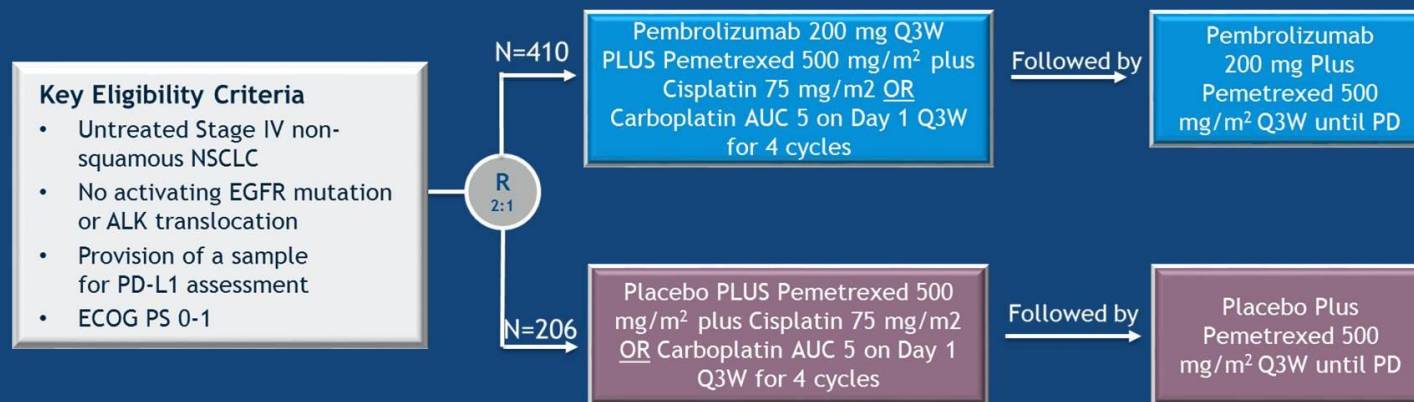 Key Eligibility Criteria
• Untreated Stage IV non-
squamous NSCLC
• No activating EGFR mutation
or ALK translocation
• Provision of a sample
for PD-L1 assessment
• ECOG PS 0-1
R
2:1
N=410
Pembrolizumab 200 mg Q3W
PLUS Pemetrexed 500 mg/m² plus
Cisplatin 75 mg/m2 OR
Carboplatin AUC 5 on Day 1 Q3W
for 4 cycles
Followed by
Pembrolizumab
200 mg Plus
Pemetrexed 500
mg/m² Q3W until PD
N=206
Placebo PLUS Pemetrexed 500
mg/m² plus Cisplatin 75 mg/m2
OR Carboplatin AUC 5 on Day 1
Q3W for 4 cycles
Followed by
Placebo Plus
Pemetrexed 500
mg/m² Q3W until PD